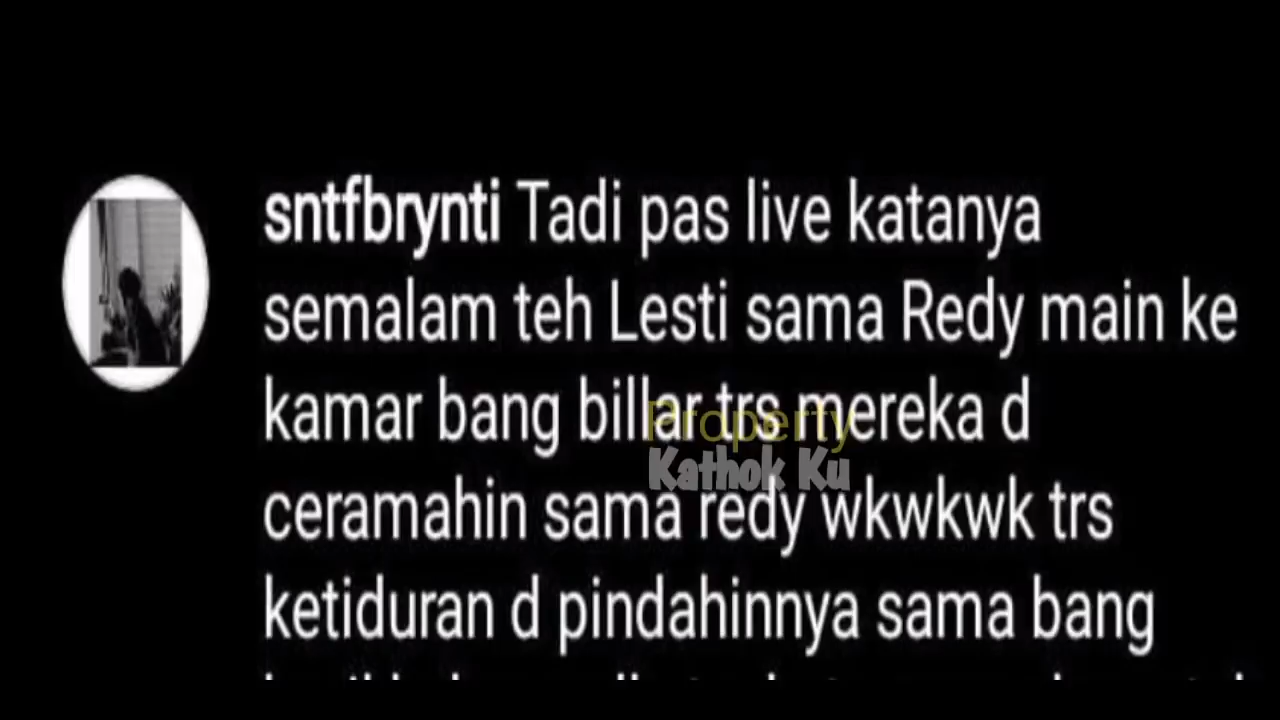 sntfbrynti Tadi pas live katanya
semalam teh Lesti sama Redy main ke
kamar bang billar trs mereka d
Property
Kathok Ku
ceramahin sama redy wkwkwk trs
ketiduran d pindahinnya sama bang